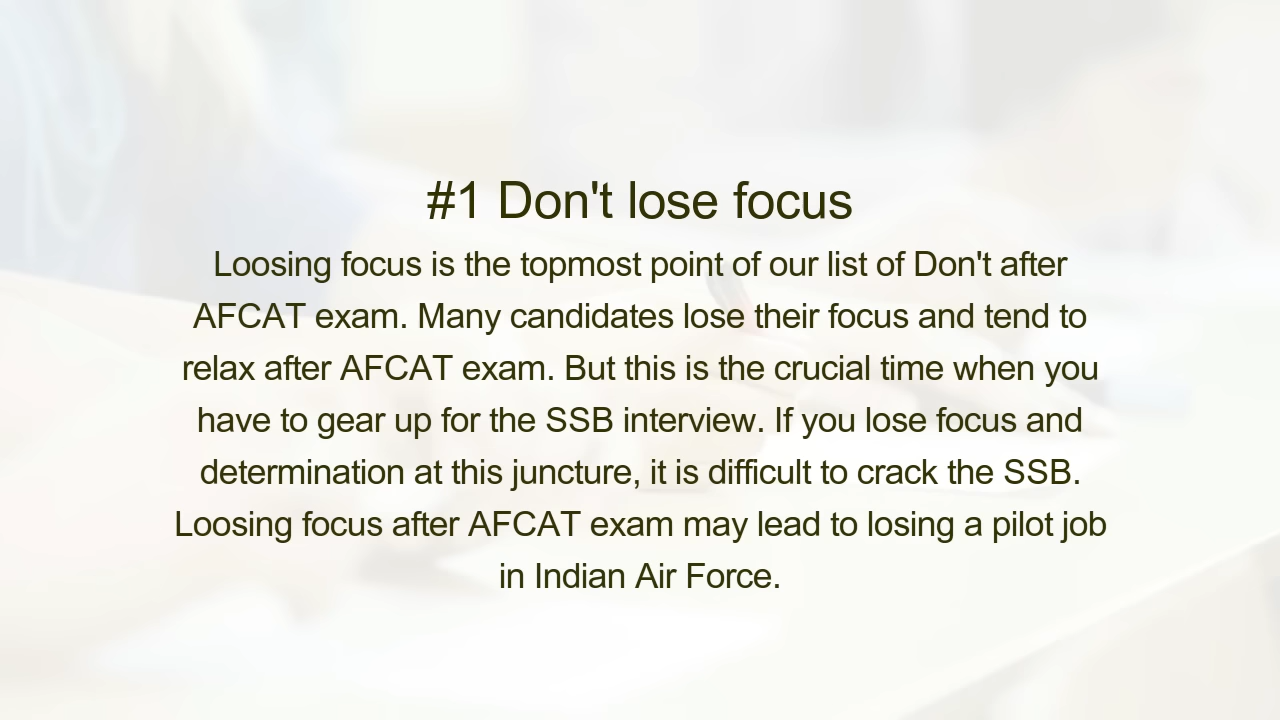 #1 Don't lose focus
Loosing focus is the topmost point of our list of Don't after
AFCAT exam. Many candidates lose their focus and tend to
relax after AFCAT exam. But this is the crucial time when you
have to gear up for the SSB interview. If you lose focus and
determination at this juncture, it is difficult to crack the SSB.
Loosing focus after AFCAT exam may lead to losing a pilot job
in Indian Air Force.